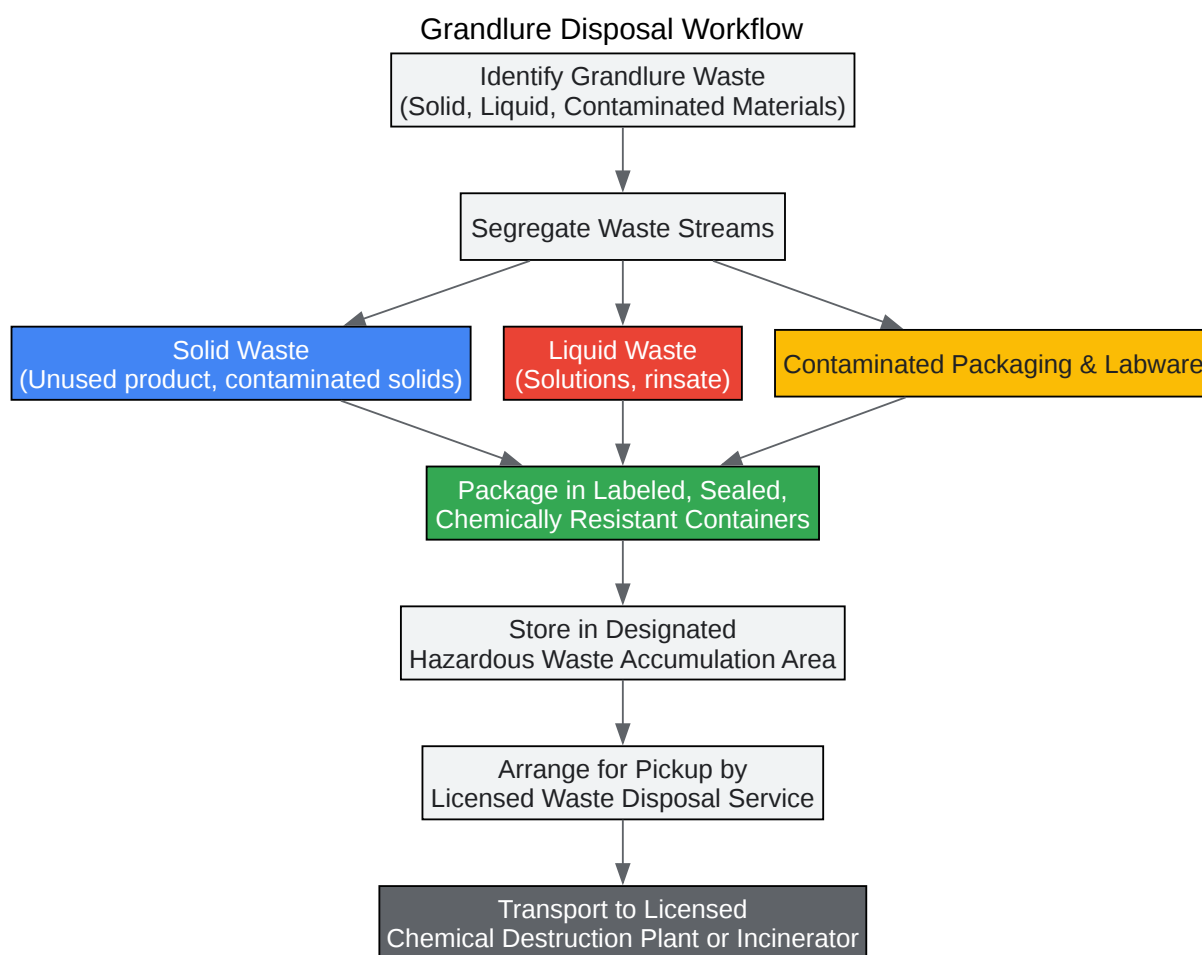 Grandlure Disposal Workflow
Identify Grandlure Waste
(Solid, Liquid, Contaminated Materials)
Segregate Waste Streams
Solid Waste
(Unused product, contaminated solids)
Liquid Waste
(Solutions, rinsate)
Contaminated Packaging & Labware
Package in Labeled, Sealed,
Chemically Resistant Containers
Store in Designated
Hazardous Waste Accumulation Area
Arrange for Pickup by
Licensed Waste Disposal Service
Transport to Licensed
Chemical Destruction Plant or Incinerator